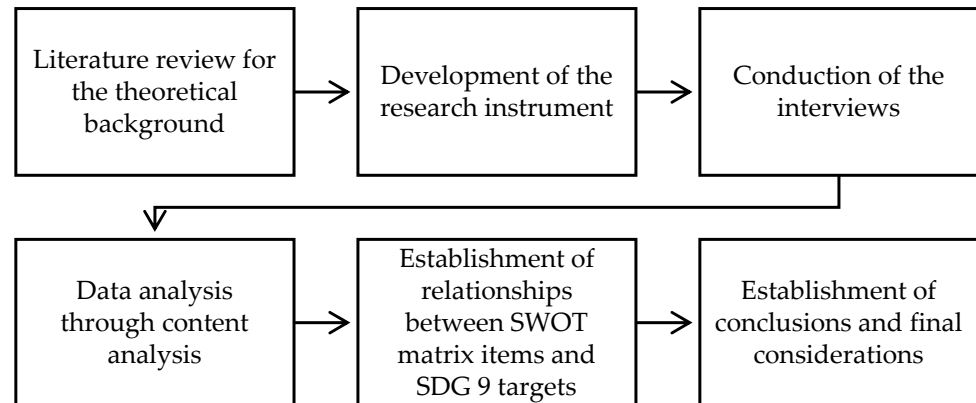 Literature review for
the theoretical
background
Development of the
research instrument
Conduction of the
interviews
Data analysis
through content
analysis
Establishment of
relationships
between SWOT
matrix items and
SDG 9 targets
Establishment of
conclusions and final
considerations